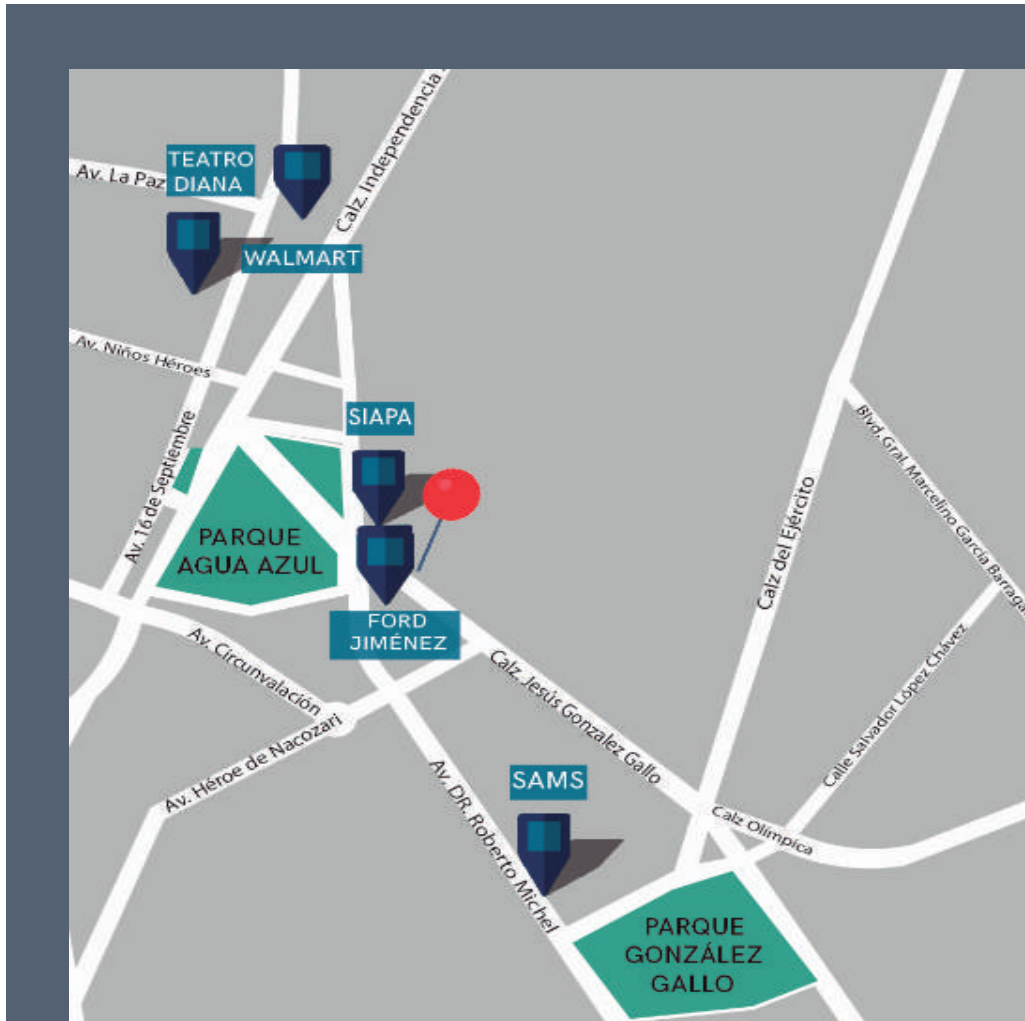 Calz. Independencia
TEATRO
DIANA
Av. La Paz
WALMART
Av. Niños Héroes
SIAPA
Av. 16 de Septiembre
PARQUE
AGUA AZUL
FORD
JIMÉNEZ
Calz del Ejército
Blvd. Gral. Marcelino García Barragá
Av. Circunvalación
Calz. Jesús González Gallo
Calle Salvador López Chávez
Av. Héroe de Nacozari
Av. DR. Roberto Michel
SAMS
Calz Olímpica
PARQUE
GONZÁLEZ
GALLO